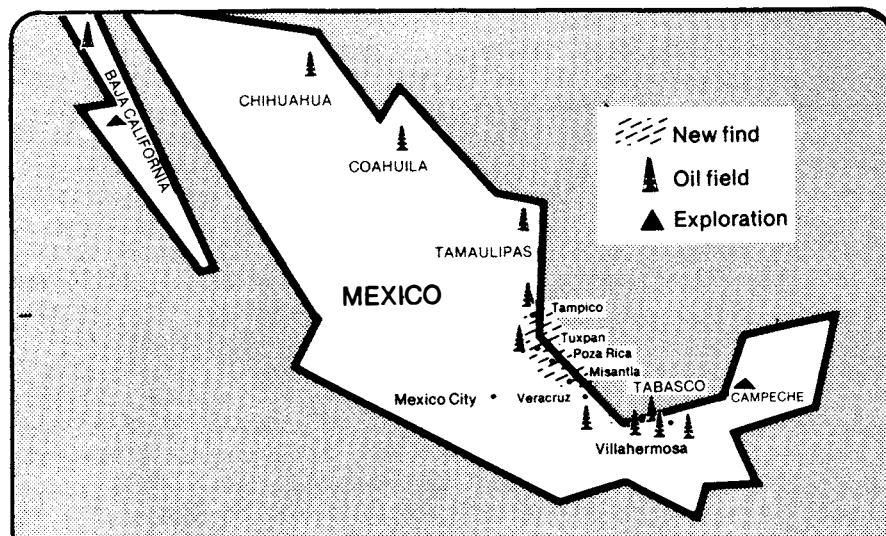 BAJA CALIFORNIA
CHIHUAHUA
COAHUILA
New find
Oil field
Exploration
TAMAULIPAS
MEXICO
Tampico
Tuxpan
Poza Rica
Misantla
TABASCO
Mexico City
Veracruz
CAMPECHE
Villahermosa